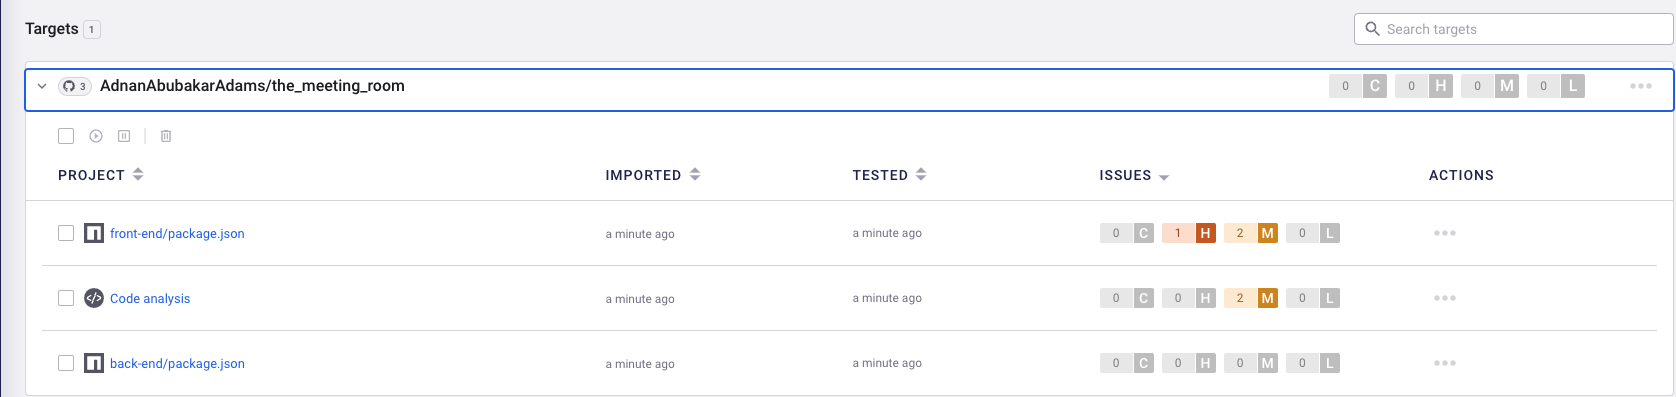 Targets 1
Search targets
3 AdnanAbubakarAdams/the_meeting_room 0 C 0 H 0 M 0 L
PROJECT IMPORTED TESTED ISSUES ACTIONS
front-end/package.json a minute ago a minute ago 0 C 1 H 2 M 0 L
Code analysis a minute ago a minute ago 0 C 0 H 2 M 0 L
back-end/package.json a minute ago a minute ago 0 C 0 H 0 M 0 L